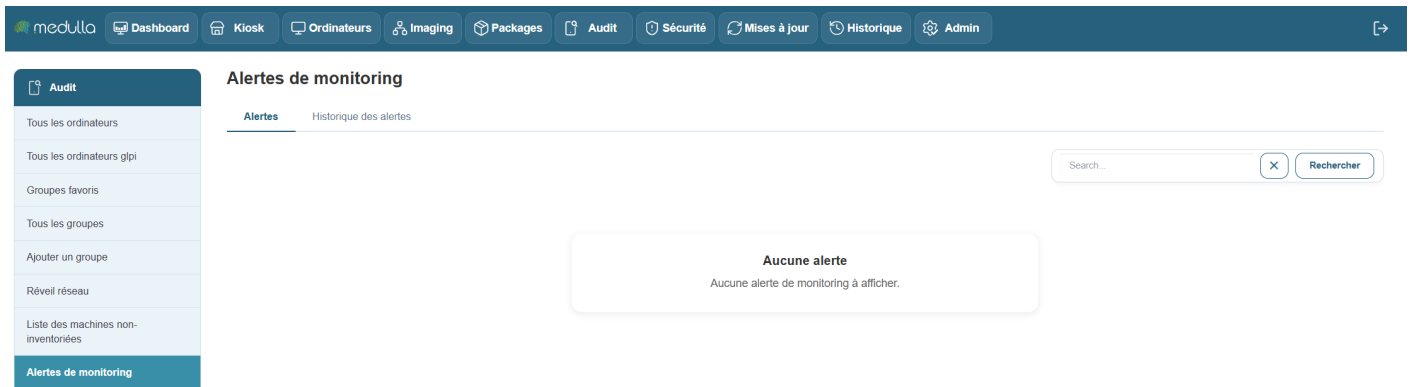 medulla Dashboard Kiosk Ordinateurs Imaging Packages Audit Sécurité Mises à jour Historique Admin
Audit
Tous les ordinateurs
Tous les ordinateurs glpi
Groupes favoris
Tous les groupes
Ajouter un groupe
Réveil réseau
Liste des machines non-
inventoriées
Alertes de monitoring
Alertes de monitoring
Alertes Historique des alertes
Search... Rechercher
Aucune alerte
Aucune alerte de monitoring à afficher.